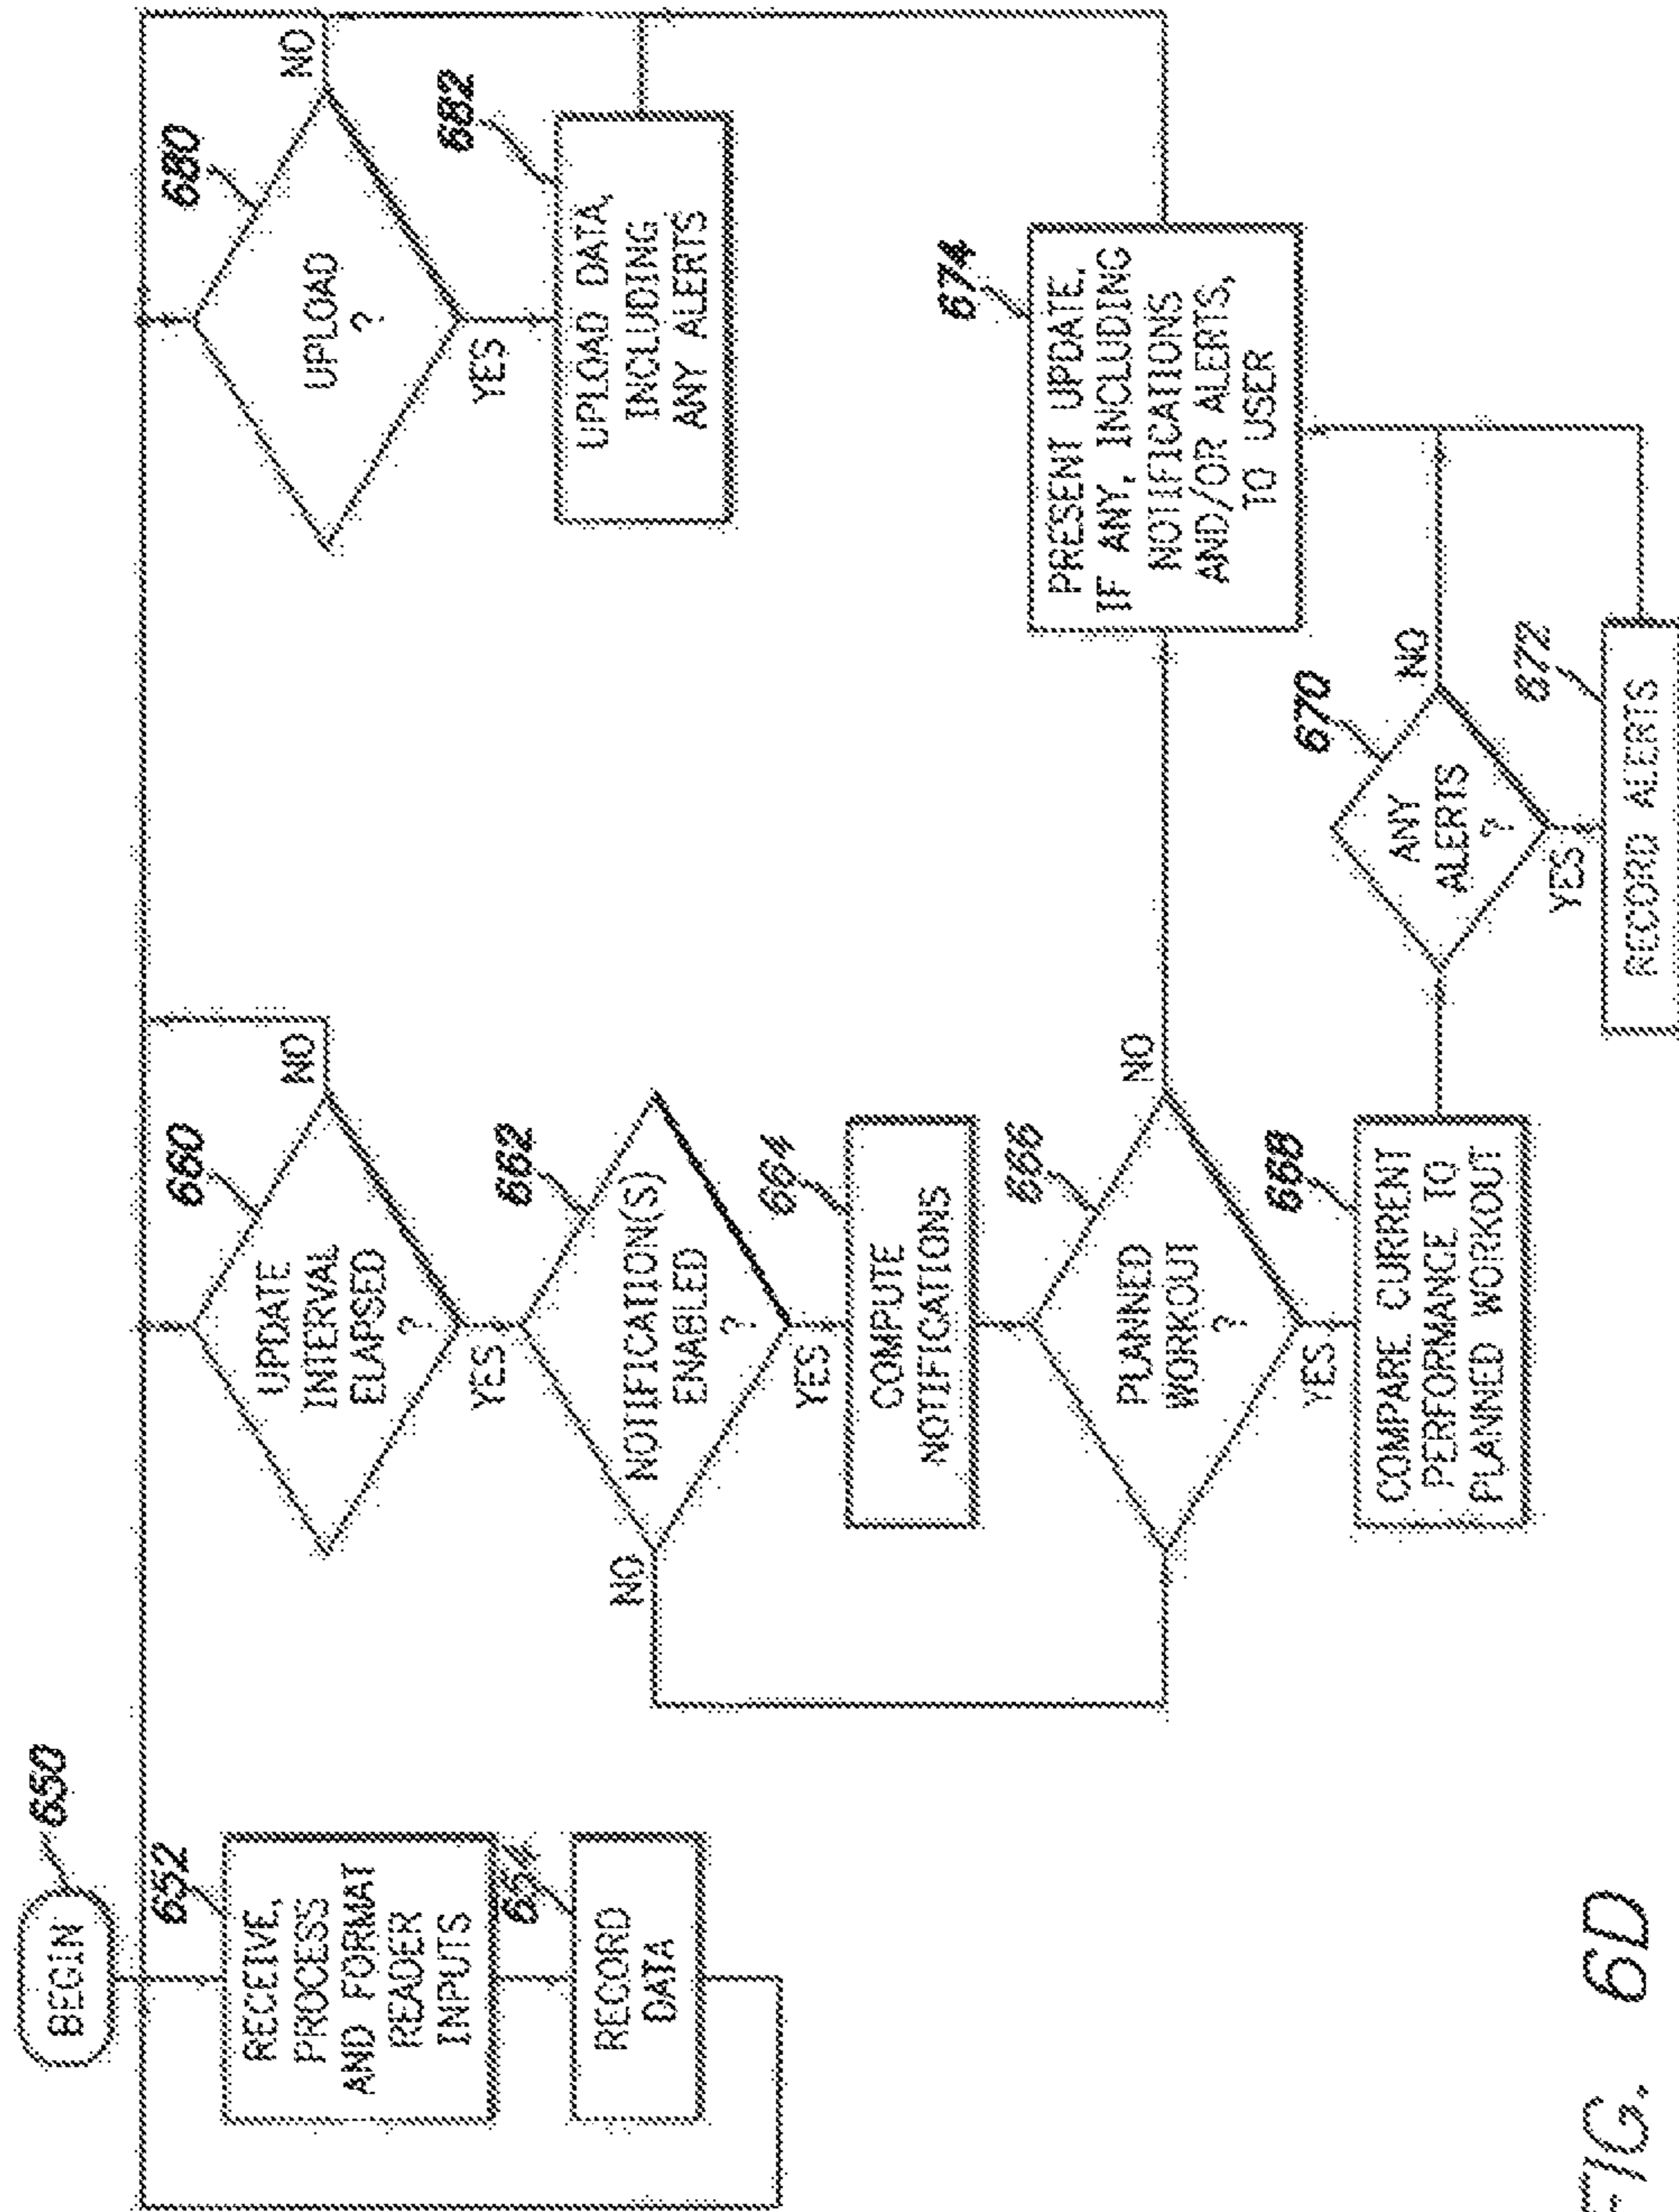 BEGIN
650
652
RECEIVE,
PROCESS
AND FORMAT
READER
INPUTS
654
RECORD
DATA
660
UPDATE
INTERVAL
ELAPSED
?
NO
YES
662
NOTIFICATION(S)
ENABLED
?
NO
YES
664
COMPUTE
NOTIFICATIONS
666
PLANNED
WORKOUT
?
NO
YES
668
COMPARE CURRENT
PERFORMANCE TO
PLANNED WORKOUT
670
ANY
ALERTS
?
NO
YES
672
RECORD ALERTS
674
PRESENT UPDATE,
IF ANY, INCLUDING
NOTIFICATIONS
AND/OR ALERTS,
TO USER
680
UPLOAD
?
NO
YES
682
UPLOAD DATA,
INCLUDING
ANY ALERTS
FIG. 6D